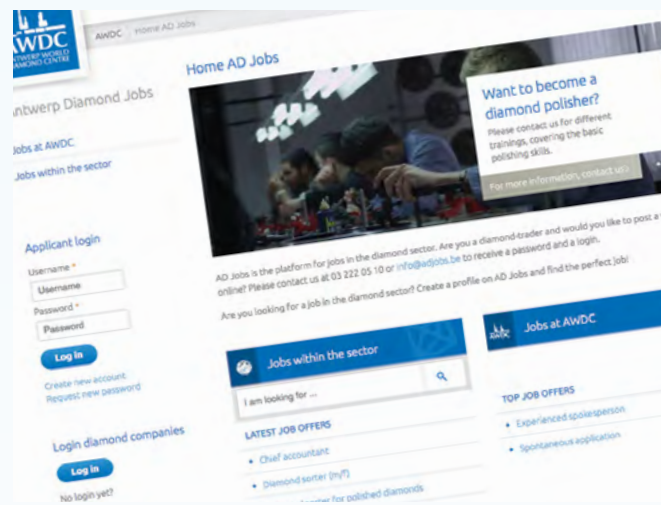 AWDC
ANTWERP WORLD
DIAMOND CENTRE
AWDC Home AD Jobs
Antwerp Diamond Jobs
Jobs at AWDC
Jobs within the sector
Applicant login
Username *
Username
Password *
Password
Log in
Create new account
Request new password
Login diamond companies
Log in
No login yet?
Home AD Jobs
Want to become a
diamond polisher?
Please contact us for different
trainings, covering the basic
polishing skills.
For more information, contact us
AD Jobs is the platform for jobs in the diamond sector. Are you a diamond-trader and would you like to post a
online? Please contact us at 03 222 05 10 or info@adjobs.be to receive a password and a login.
Are you looking for a job in the diamond sector? Create a profile on AD Jobs and find the perfect job!
Jobs within the sector
I am looking for ...
LATEST JOB OFFERS
Chief accountant
Diamond sorter (m/f)
for polished diamonds
AWDC
Jobs at AWDC
TOP JOB OFFERS
Experienced spokesperson
Spontaneous application